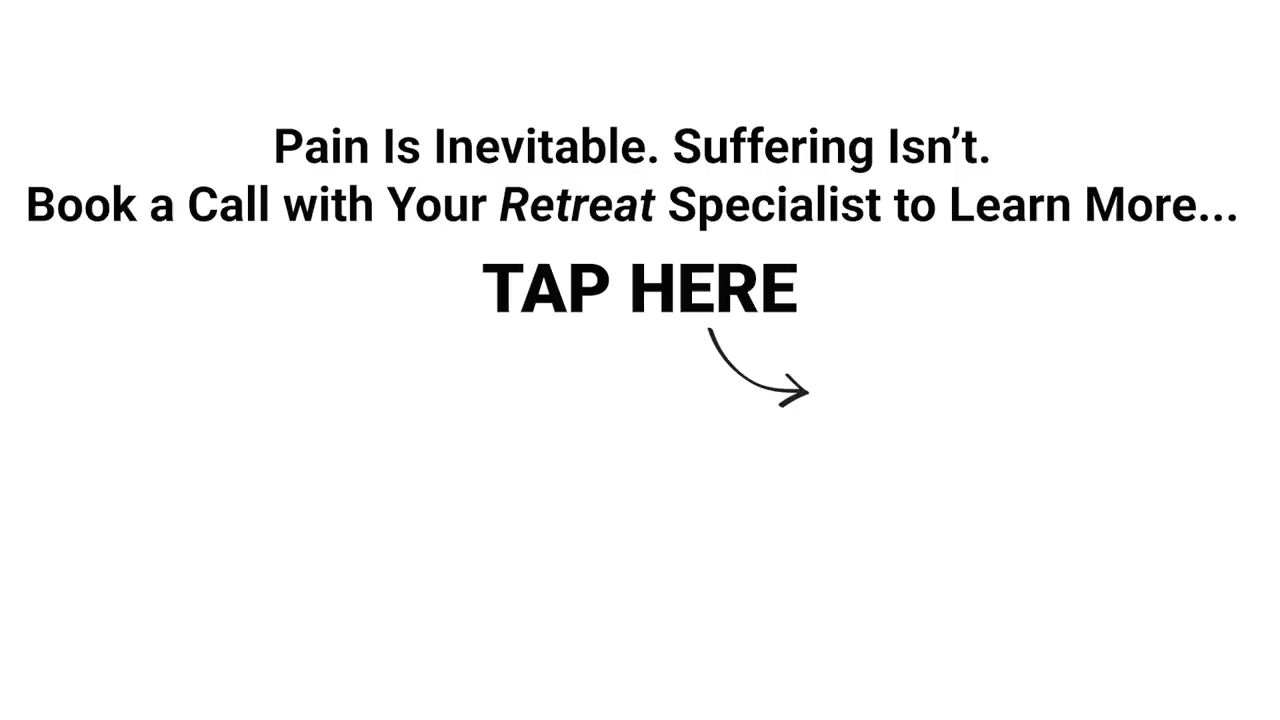 Pain Is Inevitable. Suffering Isn’t.
Book a Call with Your Retreat Specialist to Learn More...
TAP HERE